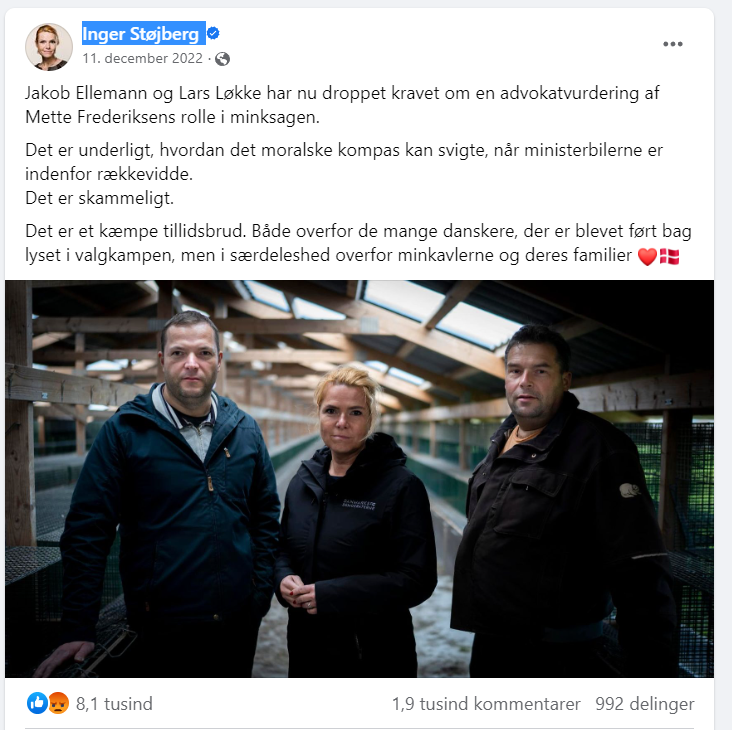 Inger Støjberg
11. december 2022 ·
Jakob Ellemann og Lars Løkke har nu droppet kravet om en advokatvurdering af
Mette Frederiksens rolle i minksagen.
Det er underligt, hvordan det moralske kompas kan svigte, når ministerbilerne er
indenfor rækkevidde.
Det er skammeligt.
Det er et kæmpe tillidsbrud. Både overfor de mange danskere, der er blevet ført bag
lyset i valgkampen, men i særdeleshed overfor minkavlerne og deres familier ❤️🇩🇰
8,1 tusind
1,9 tusind kommentarer 992 delinger